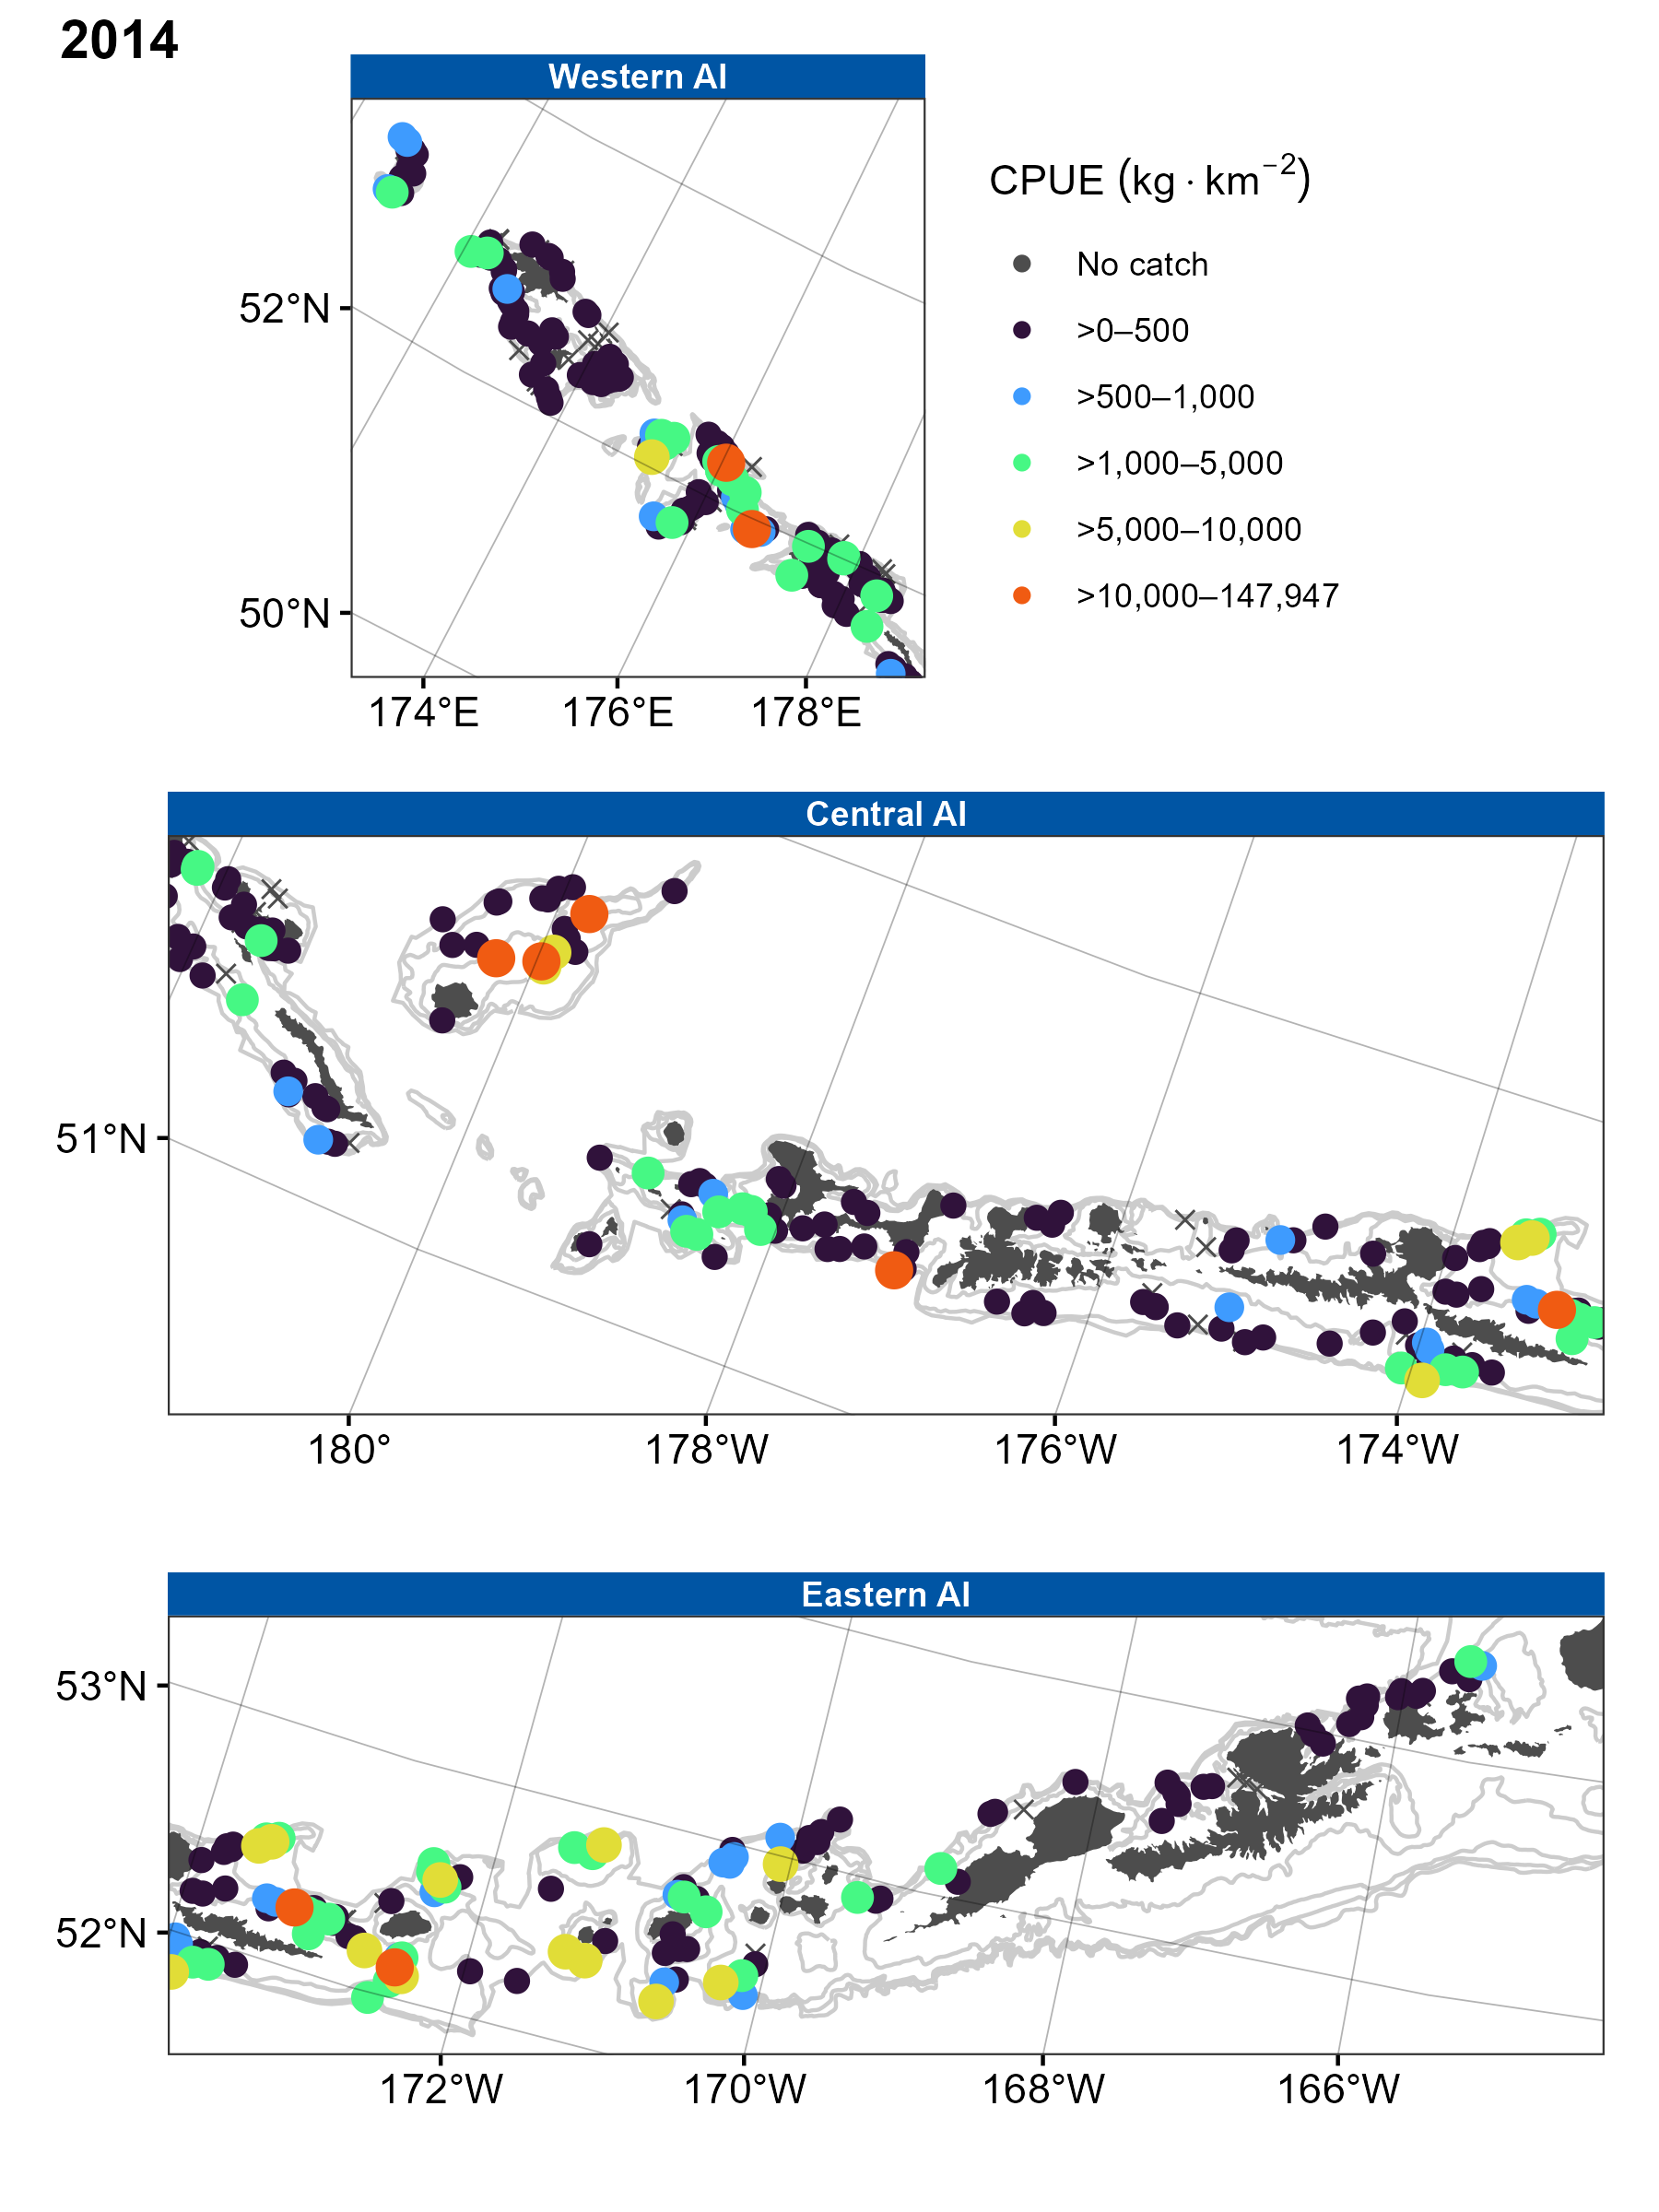 2014
Western AI
CPUE (kg · km⁻²)
No catch
>0–500
>500–1,000
>1,000–5,000
>5,000–10,000
>10,000–147,947
52°N
50°N
174°E 176°E 178°E
Central AI
51°N
180° 178°W 176°W 174°W
Eastern AI
53°N
52°N
172°W 170°W 168°W 166°W